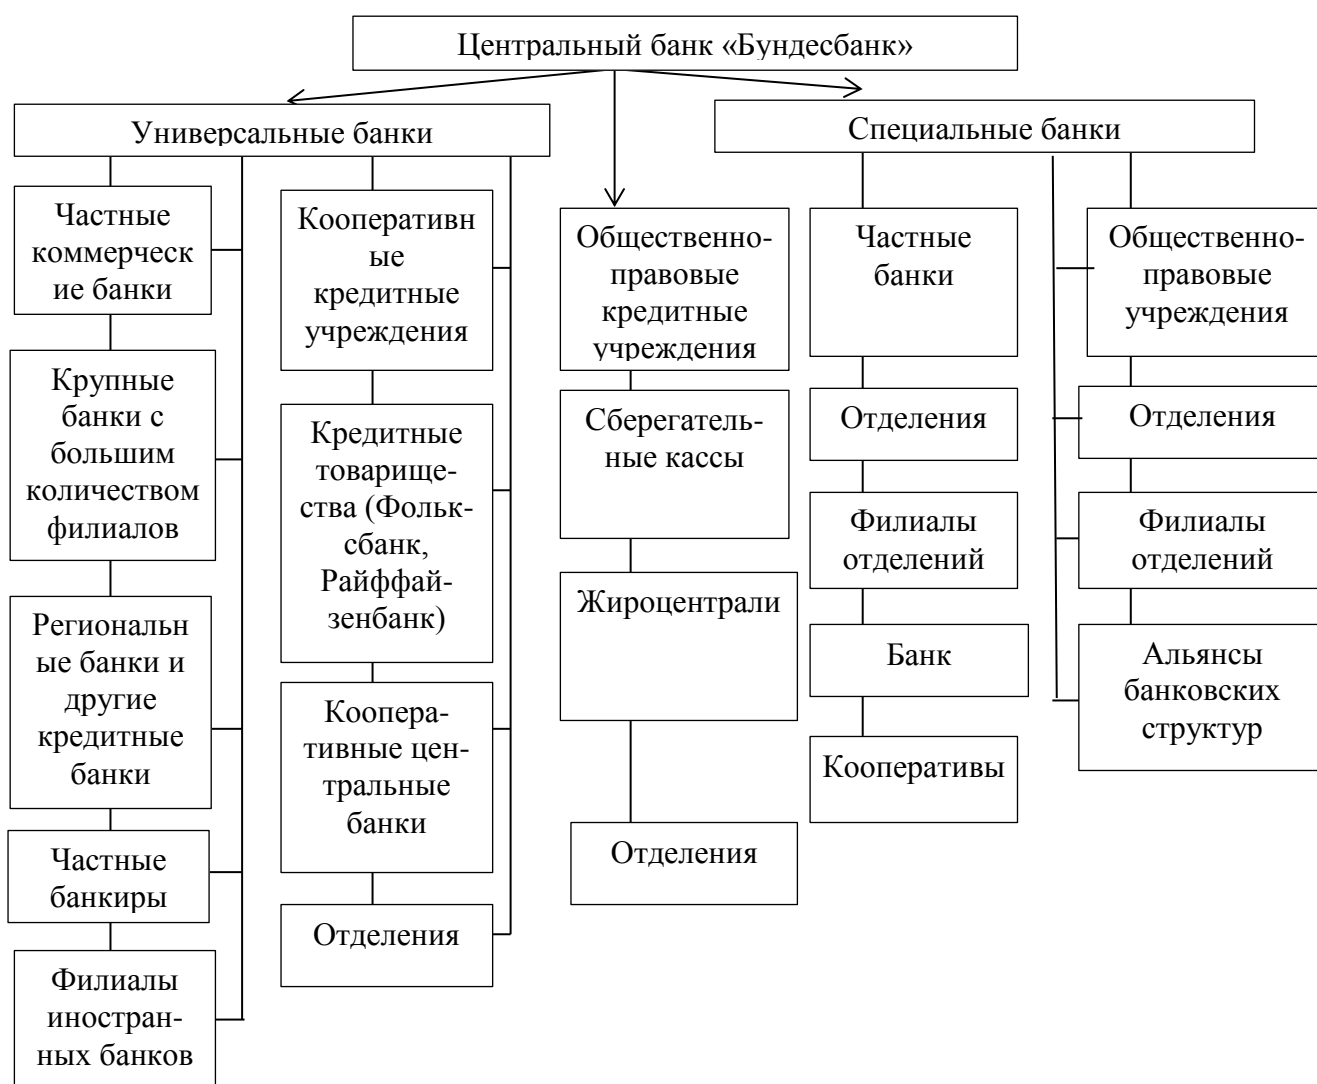 Центральный банк «Бундесбанк»
Универсальные банки
Специальные банки
Частные
коммерческ
ие банки
Крупные
банки с
большим
количеством
филиалов
Региональн
ые банки и
другие
кредитные
банки
Частные
банкиры
Филиалы
иностран-
ных банков
Кооперативн
ые
кредитные
учреждения
Кредитные
товарище-
ства (Фольк-
сбанк,
Райффай-
зенбанк)
Коопера-
тивные цен-
тральные
банки
Отделения
Общественно-
правовые
кредитные
учреждения
Сберегатель-
ные кассы
Жироцентрали
Отделения
Частные
банки
Отделения
Филиалы
отделений
Банк
Кооперативы
Общественно-
правовые
учреждения
Отделения
Филиалы
отделений
Альянсы
банковских
структур